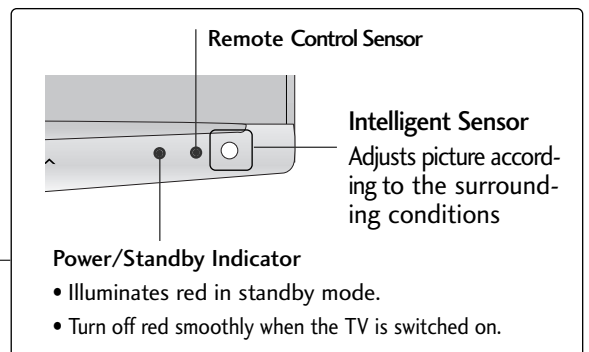 Remote Control Sensor
Intelligent Sensor
Adjusts picture accord-
ing to the surround-
ing conditions
Power/Standby Indicator
• Illuminates red in standby mode.
• Turn off red smoothly when the TV is switched on.